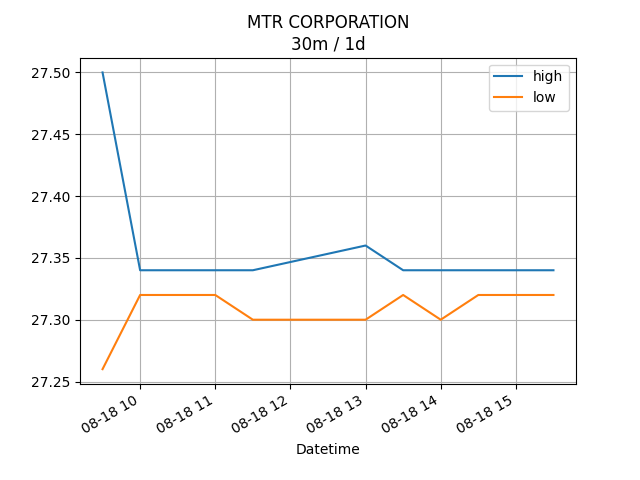 MTR CORPORATION
30m / 1d
27.50
27.45
27.40
27.35
27.30
27.25
high
low
08-18 10
08-18 11
08-18 12
08-18 13
08-18 14
08-18 15
Datetime